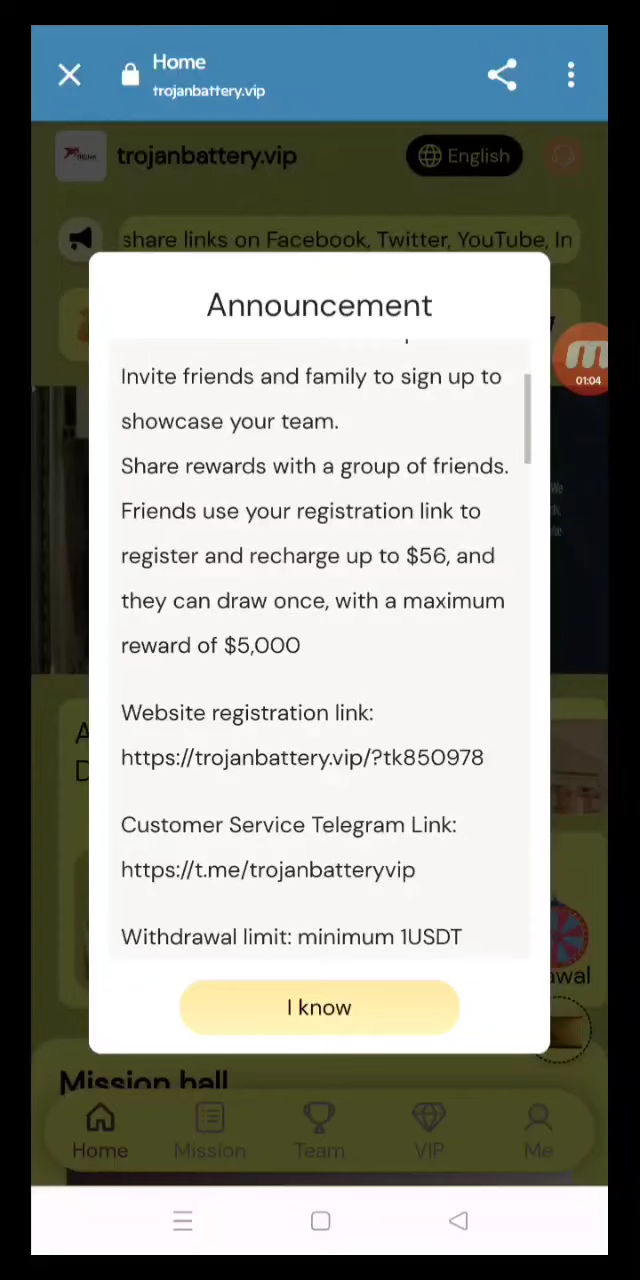 Home
trojanbattery.vip
trojanbattery.vip
English
share links on Facebook, Twitter, YouTube, In
Announcement
Invite friends and family to sign up to
showcase your team.
Share rewards with a group of friends.
Friends use your registration link to
register and recharge up to $56, and
they can draw once, with a maximum
reward of $5,000
01:04
Website registration link:
https://trojanbattery.vip/?tk850978
Customer Service Telegram Link:
https://t.me/trojanbatteryvip
Withdrawal limit: minimum 1USDT
I know
Mission hall
Home
Mission
Team
VIP
Me